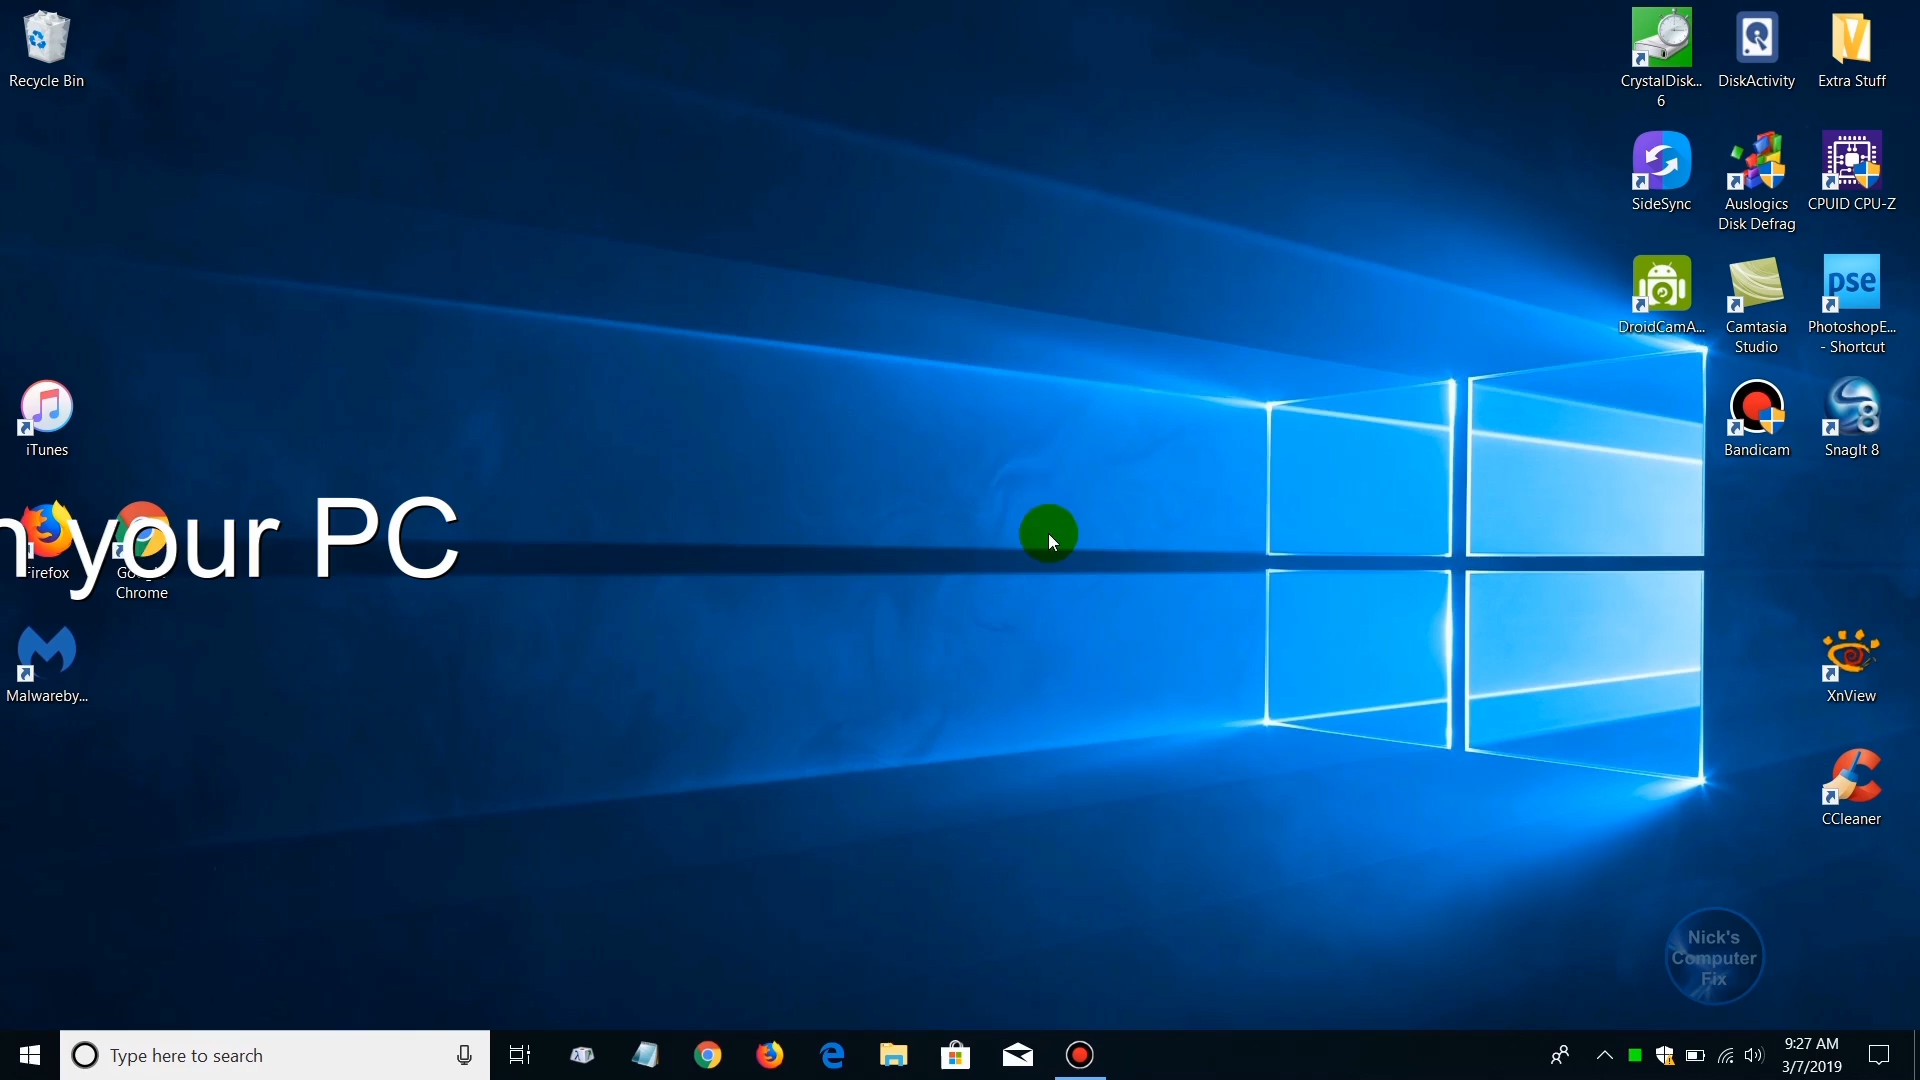 Recycle Bin
CrystalDisk...
6
DiskActivity
Extra Stuff
SideSync
Auslogics
Disk Defrag
CPUID CPU-Z
DroidCamA...
Camtasia
Studio
pse
PhotoshopE...
- Shortcut
iTunes
Bandicam
8
SnagIt 8
n your PC
Firefox
Google
Chrome
Malwareby...
XnView
CCleaner
Nick's
Computer
Fix
Type here to search
9:27 AM
3/7/2019